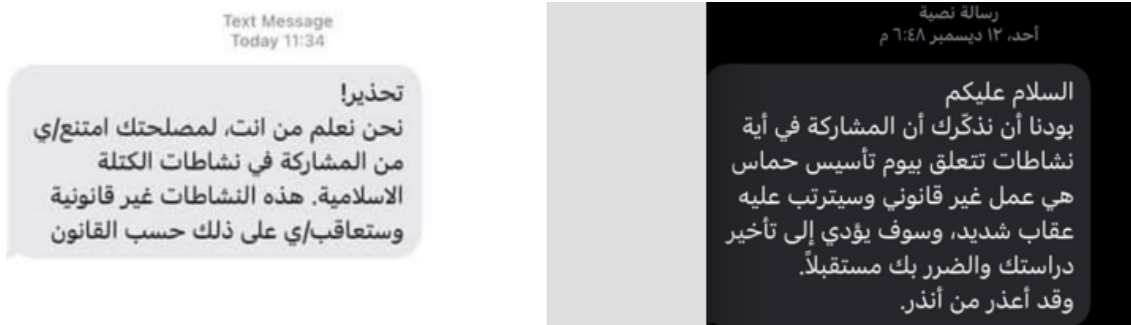 Text Message
Today 11:34
تحذير!
نحن نعلم من انت، لمصلحتك امتنع/ي
من المشاركة في نشاطات الكتلة
الاسلامية. هذه النشاطات غير قانونية
وستعاقب/ي على ذلك حسب القانون
رسالة نصية
أحد، ١٢ ديسمبر ٦:٤٨ م
السلام عليكم
بودنا أن نذكّرك أن المشاركة في أية
نشاطات تتعلق بيوم تأسيس حماس
هي عمل غير قانوني وسيترتب عليه
عقاب شديد، وسوف يؤدي إلى تأخير
دراستك والضرر بك مستقبلاً.
وقد أعذر من أنذر.